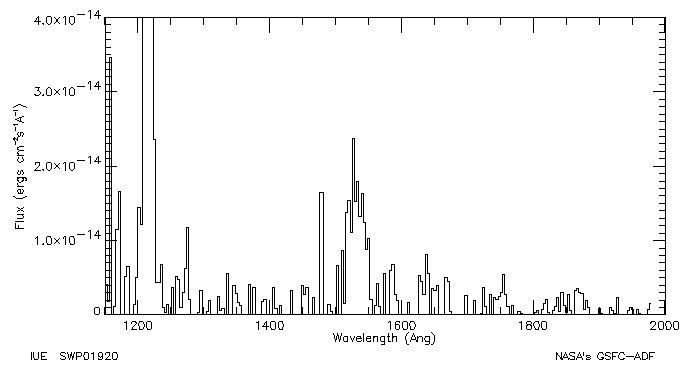 4.0×10⁻¹⁴
3.0×10⁻¹⁴
2.0×10⁻¹⁴
1.0×10⁻¹⁴
0
Flux (ergs cm⁻²s⁻¹A⁻¹)
1200 1400 1600 1800 2000
Wavelength (Ang)
IUE SWP01920 NASA's GSFC–ADF